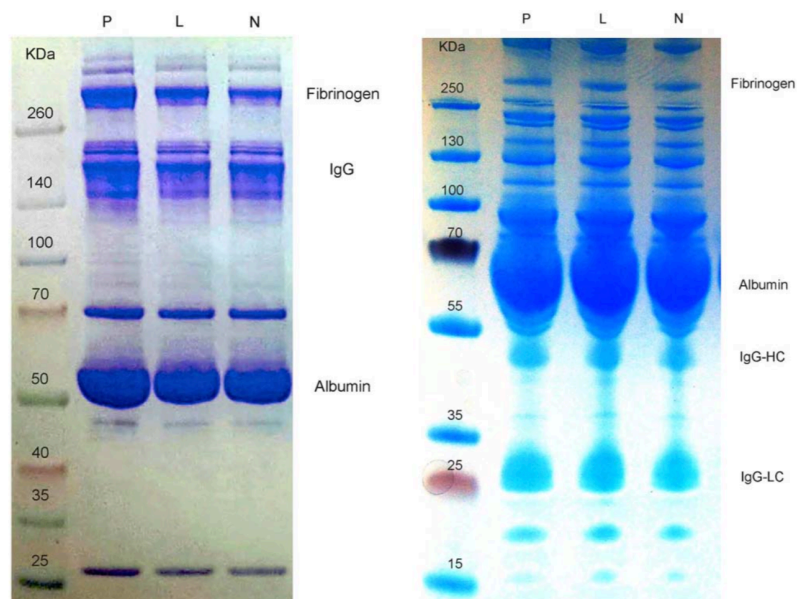 P L N
KDa
Fibrinogen
260
IgG
140
100
70
50
Albumin
40
35
25
P L N
KDa
Fibrinogen
250
130
100
70
Albumin
55
IgG-HC
35
25
IgG-LC
15